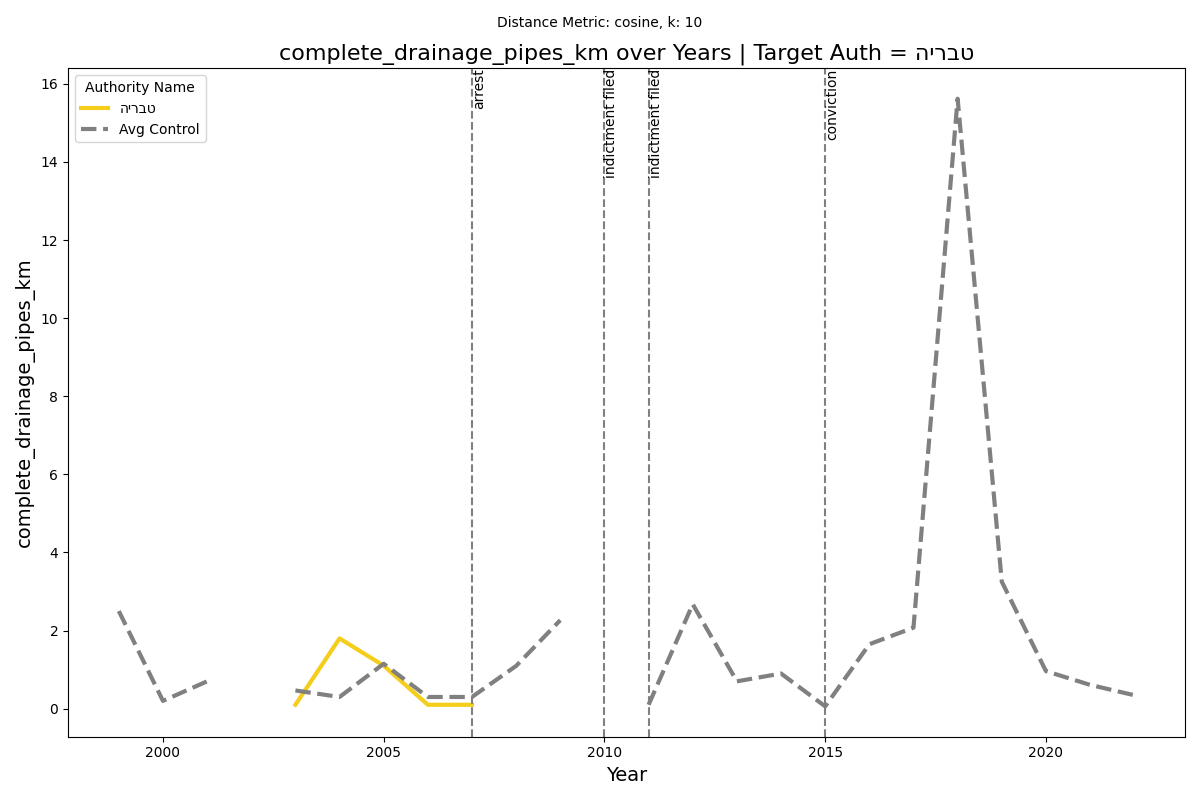 Distance Metric: cosine, k: 10
complete_drainage_pipes_km over Years | Target Auth = טבריה
Authority Name
טבריה
Avg Control
arrest
indictment filed
indictment filed
conviction
complete_drainage_pipes_km
16
14
12
10
8
6
4
2
0
2000
2005
2010
2015
2020
Year